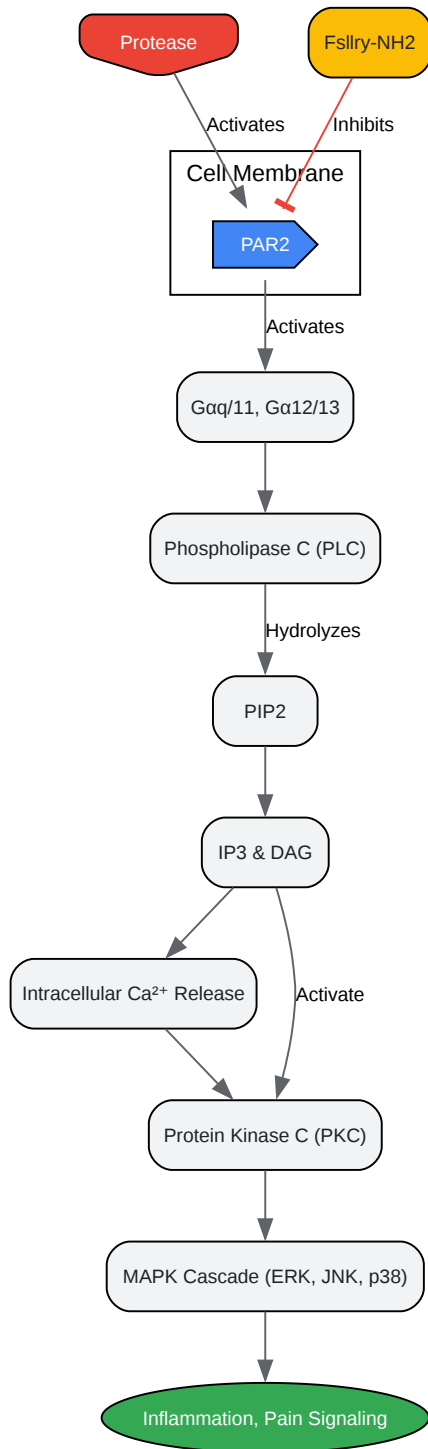 Protease
Fsllry-NH2
Activates
Inhibits
Cell Membrane
PAR2
Activates
Gαq/11, Gα12/13
Phospholipase C (PLC)
Hydrolyzes
PIP2
IP3 & DAG
Intracellular Ca²⁺ Release
Activate
Protein Kinase C (PKC)
MAPK Cascade (ERK, JNK, p38)
Inflammation, Pain Signaling